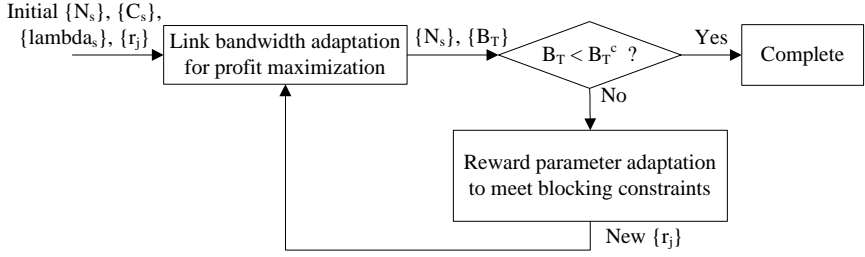 Initial {N_s}, {C_s},
{lambda_s}, {r_j}
Link bandwidth adaptation
for profit maximization
{N_s}, {B_T}
B_T < B_T^c ?
Yes
Complete
No
Reward parameter adaptation
to meet blocking constraints
New {r_j}